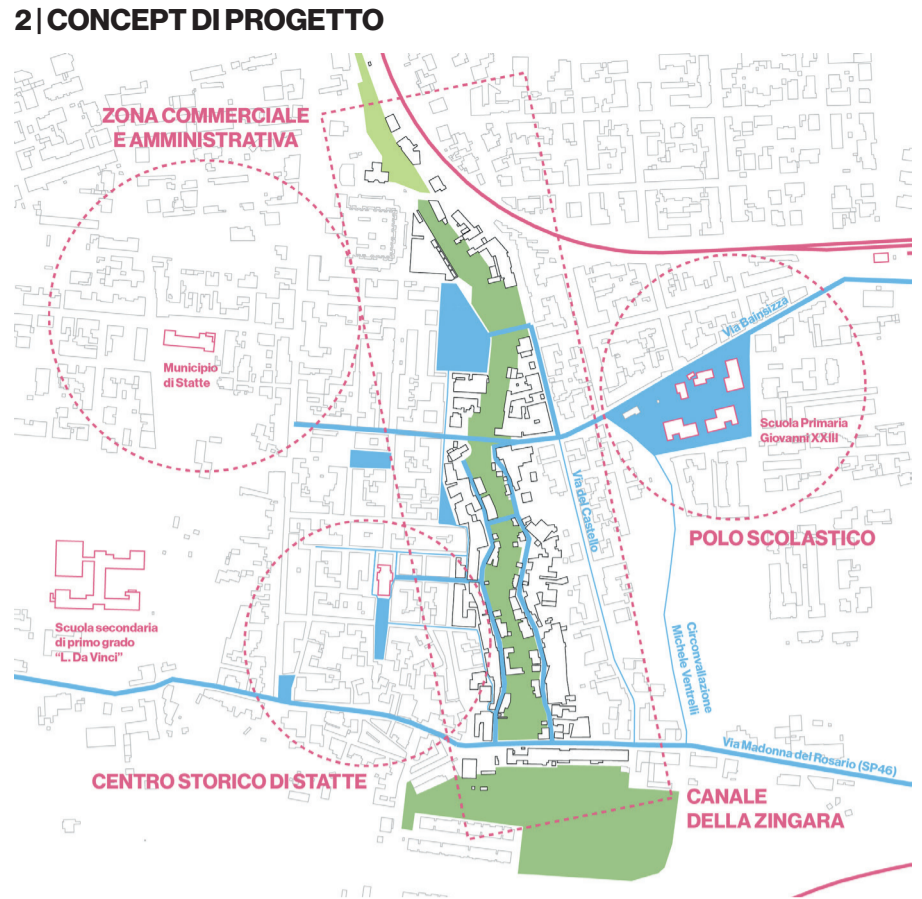 2 | CONCEPT DI PROGETTO
ZONA COMMERCIALE
E AMMINISTRATIVA
Municipio
di Statte
Via Bainsizza
Scuola Primaria
Giovanni XXIII
POLO SCOLASTICO
Via del Castello
Scuola secondaria
di primo grado
"L. Da Vinci"
Circonvallazione
Michele Ventrelli
Via Madonna del Rosario (SP46)
CENTRO STORICO DI STATTE
CANALE
DELLA ZINGARA